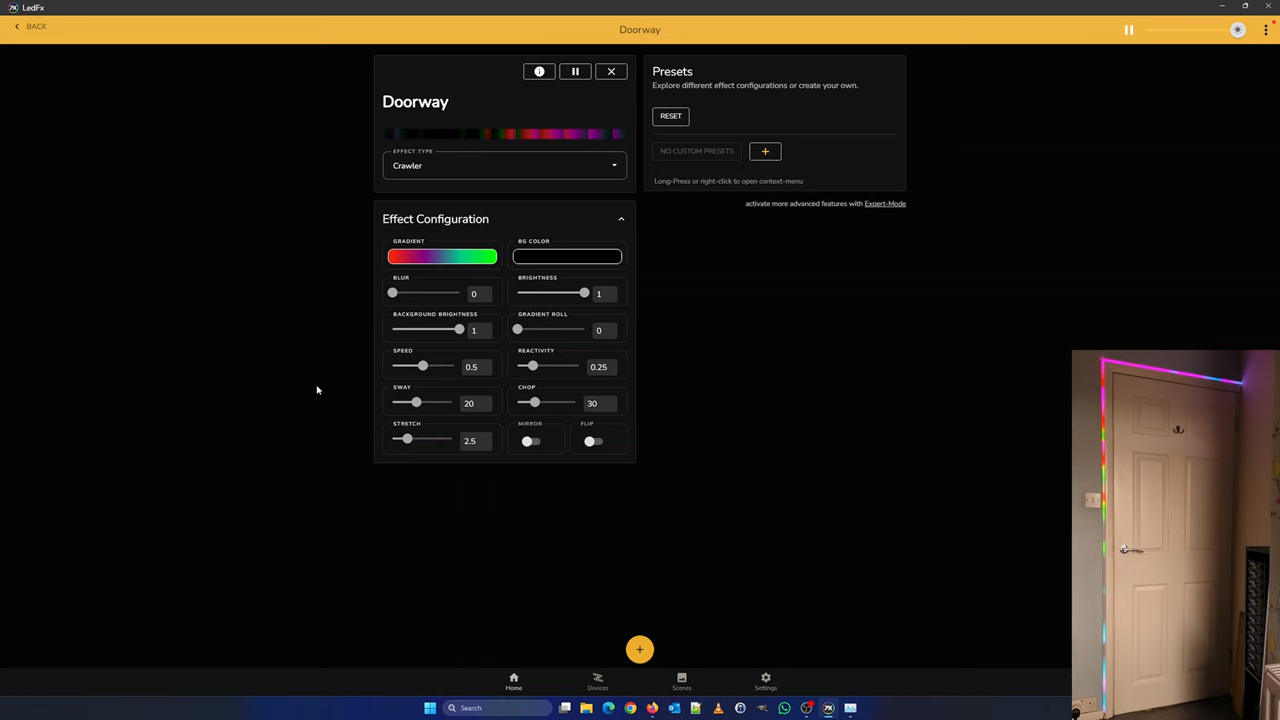 LedFx
BACK
Doorway
Doorway
EFFECT TYPE
Crawler
Effect Configuration
GRADIENT
BG COLOR
BLUR
0
BRIGHTNESS
1
BACKGROUND BRIGHTNESS
1
GRADIENT ROLL
0
SPEED
0.5
REACTIVITY
0.25
SWAY
20
CHOP
30
STRETCH
2.5
MIRROR
FLIP
Presets
Explore different effect configurations or create your own.
RESET
NO CUSTOM PRESETS
+
Long-Press or right-click to open context-menu
activate more advanced features with Expert-Mode
+
Home
Devices
Scenes
Settings
Search